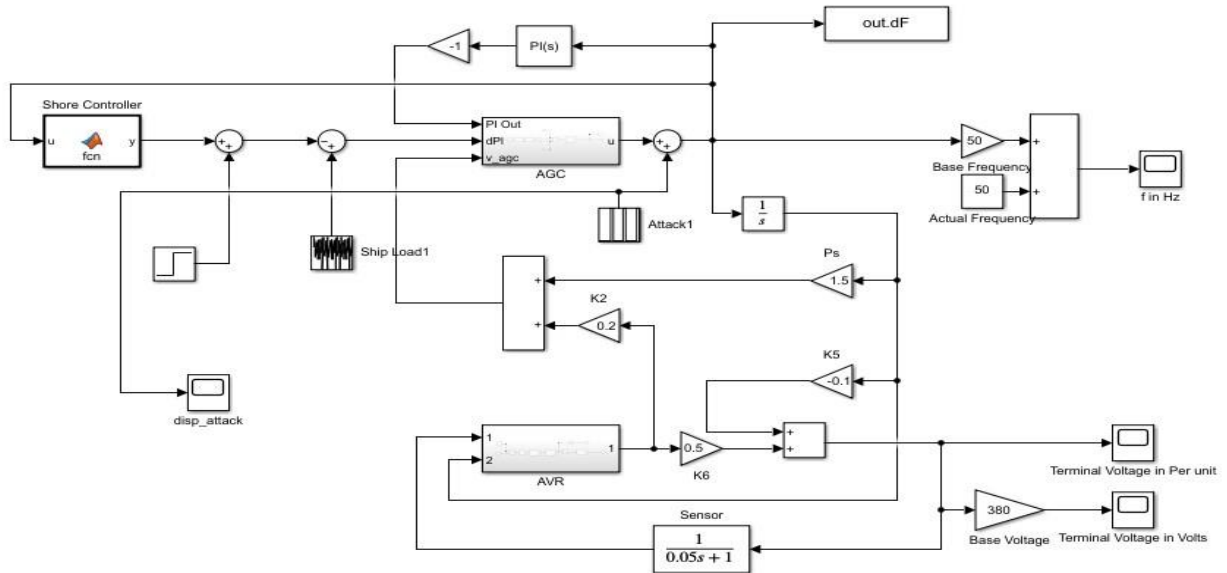 out.dF
-1
PI(s)
Shore Controller
u
fcn
y
+
+
-
+
PI Out
dPI
v_agc
u
AGC
+
+
50
Base Frequency
50
Actual Frequency
+
+
f in Hz
Attack1
1
s
Ship Load1
Ps
1.5
+
+
K2
0.2
K5
-0.1
disp_attack
1
2
1
AVR
0.5
K6
+
+
Terminal Voltage in Per unit
380
Base Voltage
Terminal Voltage in Volts
Sensor
1
0.05s + 1